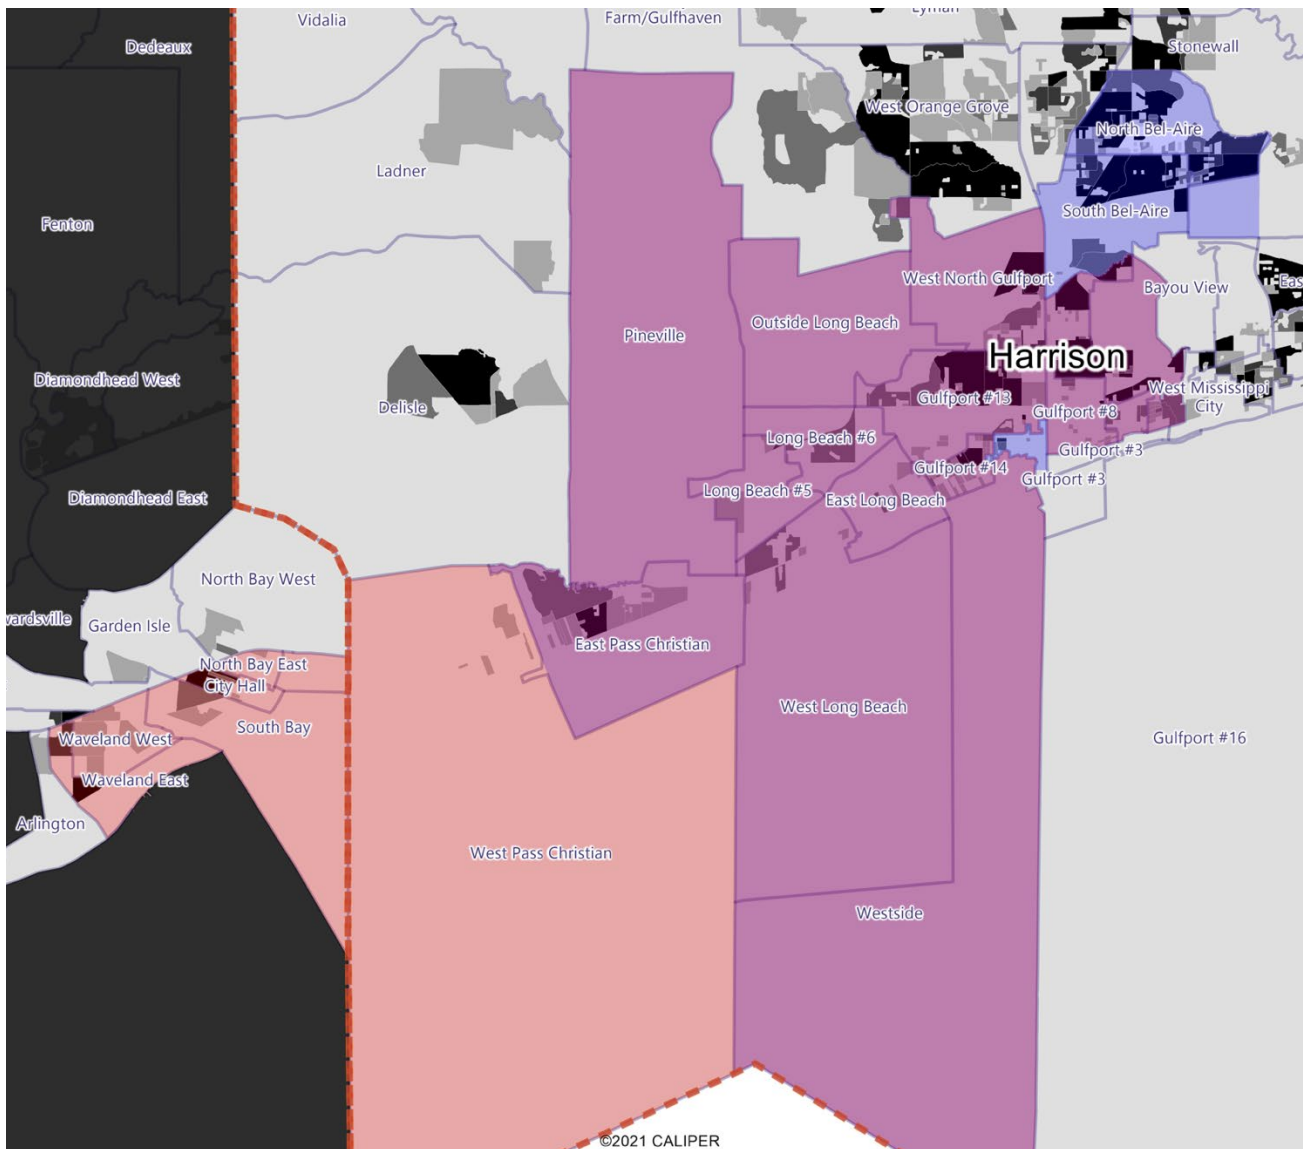 Vidalia
Farm/Gulfhaven
Lyman
Dedeaux
Stonewall
West Orange Grove
North Bel-Aire
Ladner
South Bel-Aire
Fenton
West North Gulfport
Bayou View
Eas
Outside Long Beach
Pineville
Harrison
Diamondhead West
Delisle
Gulfport #13
West Mississippi
City
Gulfport #8
Long Beach #6
Gulfport #3
Gulfport #14
Gulfport #3
Long Beach #5
East Long Beach
Diamondhead East
North Bay West
wardsville
Garden Isle
East Pass Christian
North Bay East
City Hall
West Long Beach
South Bay
Waveland West
Gulfport #16
Waveland East
Arlington
West Pass Christian
Westside
©2021 CALIPER